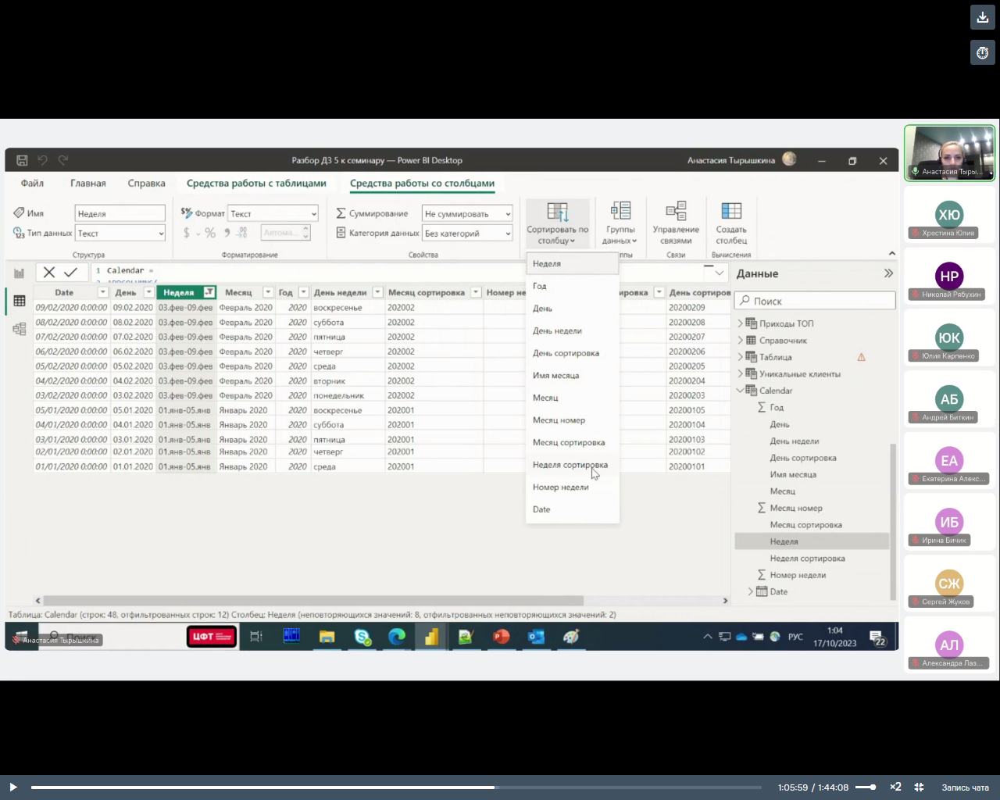 Разбор ДЗ 5 к семинару — Power BI Desktop
Анастасия Тырышкина
Файл Главная Справка Средства работы с таблицами Средства работы со столбцами
Имя Неделя
Тип данных Текст
Структура
Формат Текст
$ % Автома...
Форматирование
Суммирование Не суммировать
Категория данных Без категорий
Свойства
Сортировать по столбцу
Группы данных
ппы
Управление связями
Связи
Создать столбец
Вычисления
1 Calendar =
Date День Неделя Месяц Год День недели Месяц сортировка Номер не ировка День сортиров
09/02/2020 0:00:00 09.02.2020 03.фев-09.фев Февраль 2020 2020 воскресенье 202002 20200209
08/02/2020 0:00:00 08.02.2020 03.фев-09.фев Февраль 2020 2020 суббота 202002 20200208
07/02/2020 0:00:00 07.02.2020 03.фев-09.фев Февраль 2020 2020 пятница 202002 20200207
06/02/2020 0:00:00 06.02.2020 03.фев-09.фев Февраль 2020 2020 четверг 202002 20200206
05/02/2020 0:00:00 05.02.2020 03.фев-09.фев Февраль 2020 2020 среда 202002 20200205
04/02/2020 0:00:00 04.02.2020 03.фев-09.фев Февраль 2020 2020 вторник 202002 20200204
03/02/2020 0:00:00 03.02.2020 03.фев-09.фев Февраль 2020 2020 понедельник 202002 20200203
05/01/2020 0:00:00 05.01.2020 01.янв-05.янв Январь 2020 2020 воскресенье 202001 20200105
04/01/2020 0:00:00 04.01.2020 01.янв-05.янв Январь 2020 2020 суббота 202001 20200104
03/01/2020 0:00:00 03.01.2020 01.янв-05.янв Январь 2020 2020 пятница 202001 20200103
02/01/2020 0:00:00 02.01.2020 01.янв-05.янв Январь 2020 2020 четверг 202001 20200102
01/01/2020 0:00:00 01.01.2020 01.янв-05.янв Январь 2020 2020 среда 202001 20200101
Неделя
Год
День
День недели
День сортировка
Имя месяца
Месяц
Месяц номер
Месяц сортировка
Неделя сортировка
Номер недели
Date
Данные
Поиск
Приходы ТОП
Справочник
Таблица
Уникальные клиенты
Calendar
Год
День
День недели
День сортировка
Имя месяца
Месяц
Месяц номер
Месяц сортировка
Неделя
Неделя сортировка
Номер недели
Date
Таблица: Calendar (строк: 48, отфильтрованных строк: 12) Столбец: Неделя (неповторяющихся значений: 8, отфильтрованных неповторяющихся значений: 2)
Поиск
Анастасия Тырышкина
ЦФТ
РУС
1:04
17/10/2023
22
Анастасия Тыры...
ХЮ
Христина Юлия
НР
Николай Рябухин
ЮК
Юлия Карпенко
АБ
Андрей Биткин
ЕА
Екатерина Алекс...
ИБ
Ирина Бичик
СЖ
Сергей Жуков
АЛ
Александра Лаз...
1:05:59 / 1:44:08 ×2 Запись чата